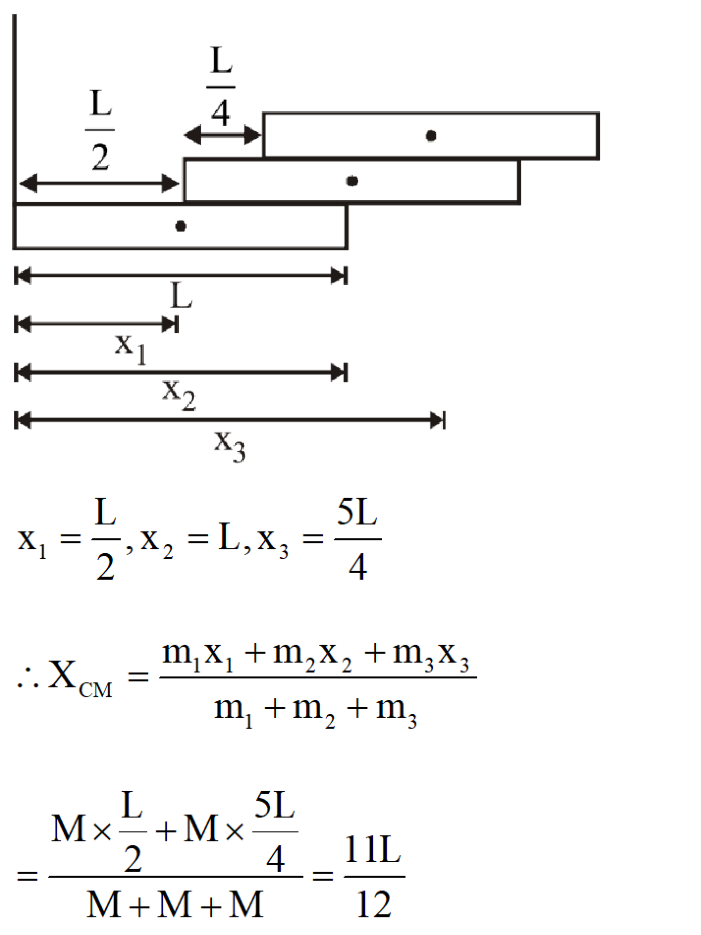 L/4
L/2
L
x₁
x₂
x₃
x₁ = L/2, x₂ = L, x₃ = 5L/4
∴ X_CM = (m₁x₁ + m₂x₂ + m₃x₃)/(m₁ + m₂ + m₃)
= (M × L/2 + M × 5L/4)/(M + M + M) = 11L/12